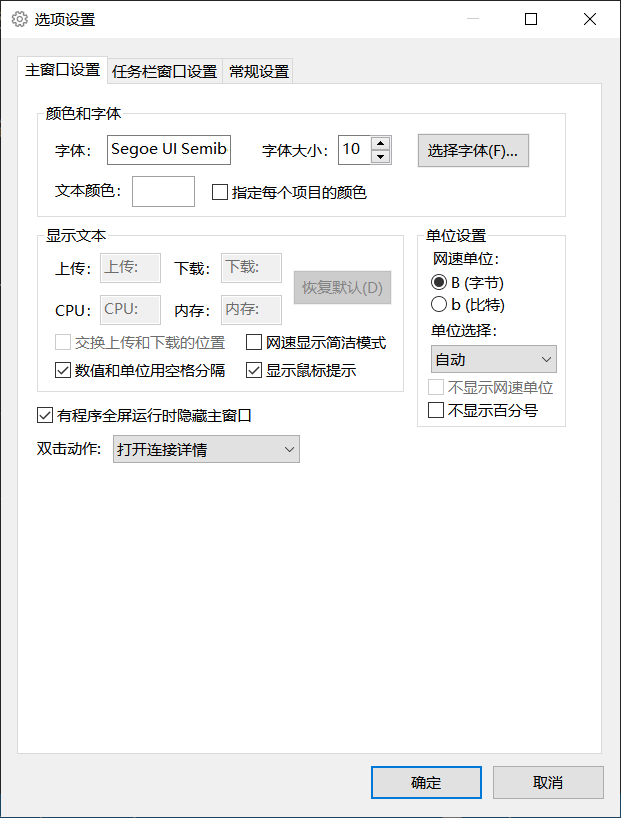 选项设置
主窗口设置 任务栏窗口设置 常规设置
颜色和字体
字体： Segoe UI Semib 字体大小： 10 选择字体(F)...
文本颜色： 指定每个项目的颜色
显示文本
上传： 上传: 下载： 下载: 恢复默认(D)
CPU： CPU: 内存： 内存:
交换上传和下载的位置 网速显示简洁模式
数值和单位用空格分隔 显示鼠标提示
单位设置
网速单位：
B (字节)
b (比特)
单位选择：
自动
不显示网速单位
不显示百分号
有程序全屏运行时隐藏主窗口
双击动作: 打开连接详情
确定 取消